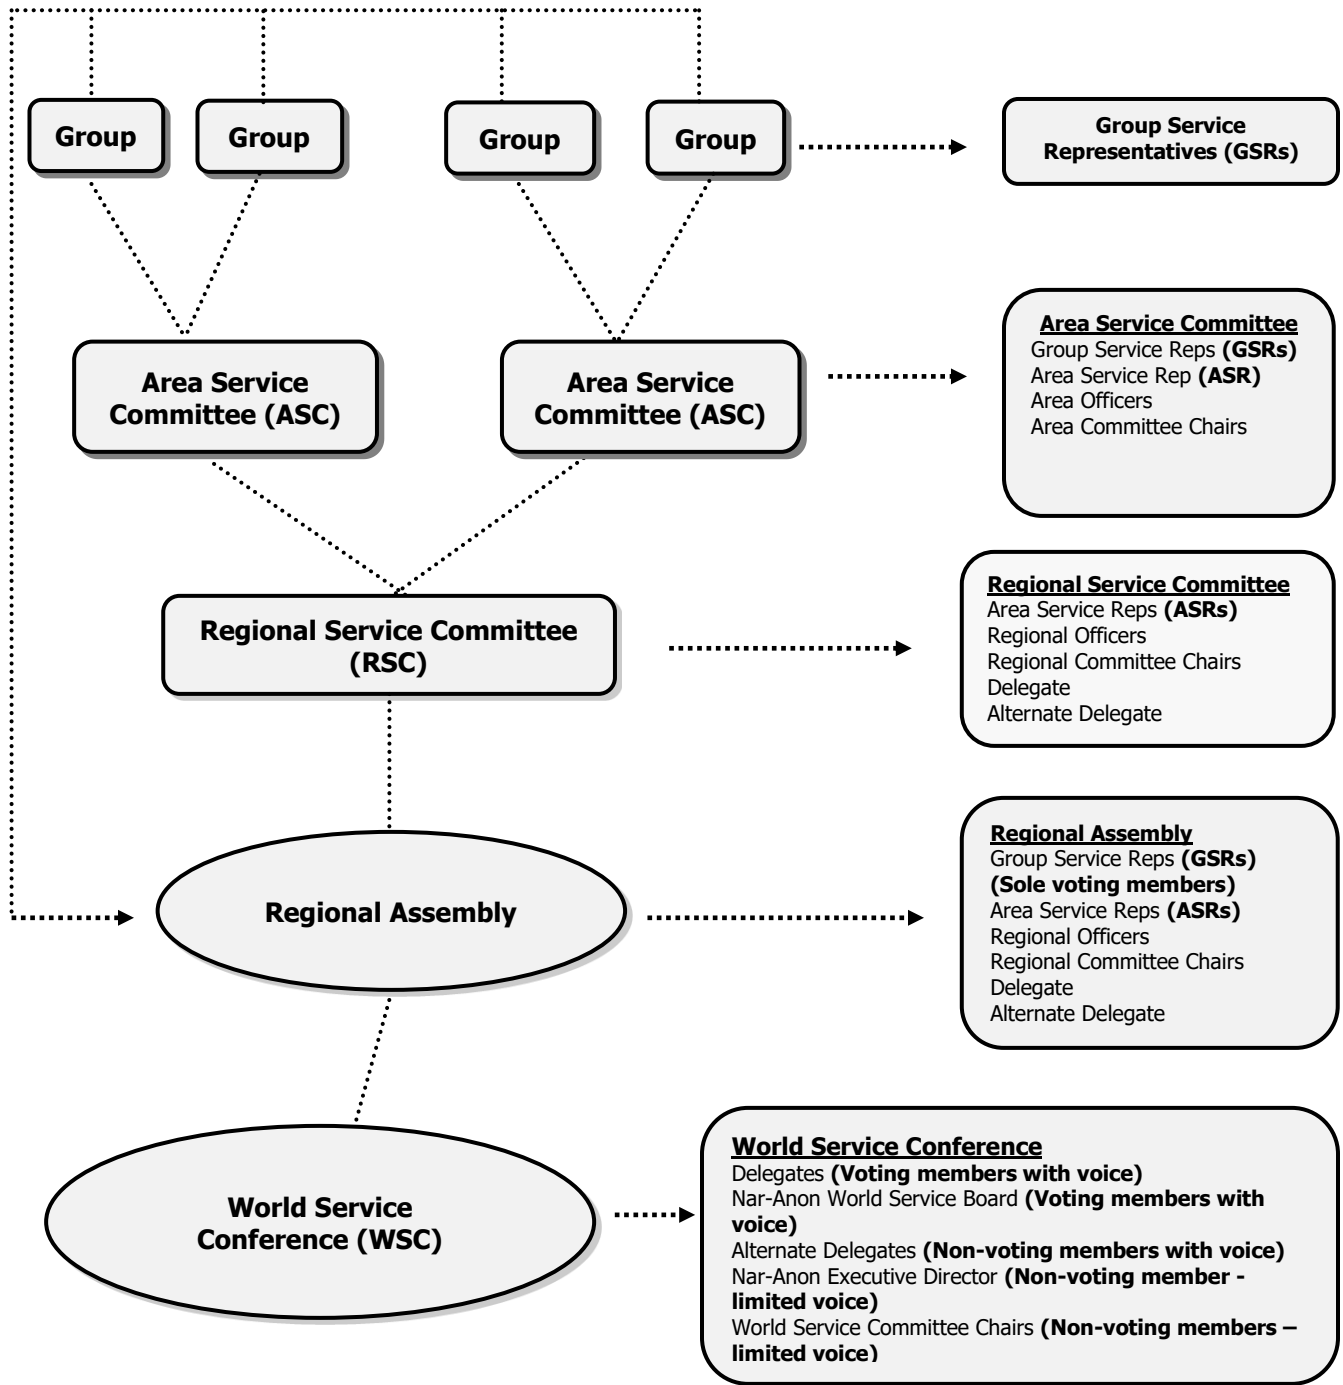 Group
Group
Group
Group
Group Service
Representatives (GSRs)
Area Service
Committee (ASC)
Area Service
Committee (ASC)
Area Service Committee
Group Service Reps (GSRs)
Area Service Rep (ASR)
Area Officers
Area Committee Chairs
Regional Service Committee
(RSC)
Regional Service Committee
Area Service Reps (ASRs)
Regional Officers
Regional Committee Chairs
Delegate
Alternate Delegate
Regional Assembly
Regional Assembly
Group Service Reps (GSRs)
(Sole voting members)
Area Service Reps (ASRs)
Regional Officers
Regional Committee Chairs
Delegate
Alternate Delegate
World Service
Conference (WSC)
World Service Conference
Delegates (Voting members with voice)
Nar-Anon World Service Board (Voting members with
voice)
Alternate Delegates (Non-voting members with voice)
Nar-Anon Executive Director (Non-voting member -
limited voice)
World Service Committee Chairs (Non-voting members –
limited voice)